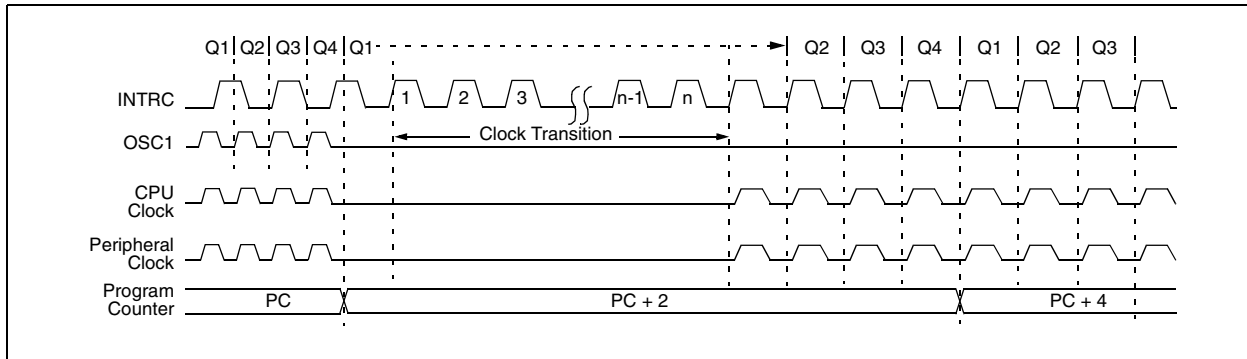 Q1 Q2 Q3 Q4 Q1 Q2 Q3 Q4 Q1 Q2 Q3
INTRC
1 2 3 n-1 n
Clock Transition
OSC1
CPU
Clock
Peripheral
Clock
Program
Counter
PC PC + 2 PC + 4